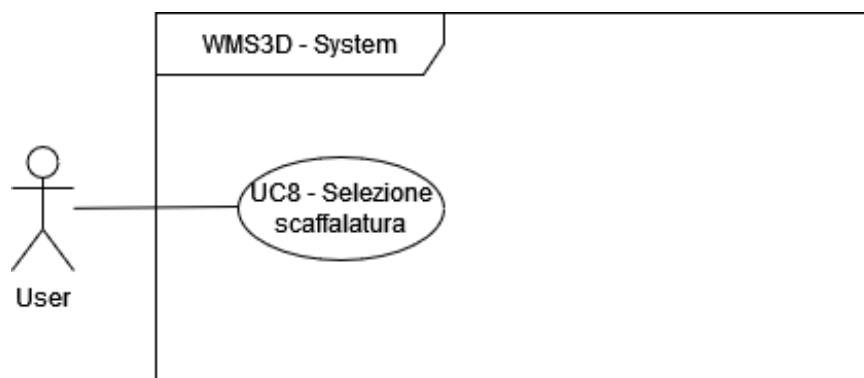 WMS3D - System
UC8 - Selezione
scaffalatura
User